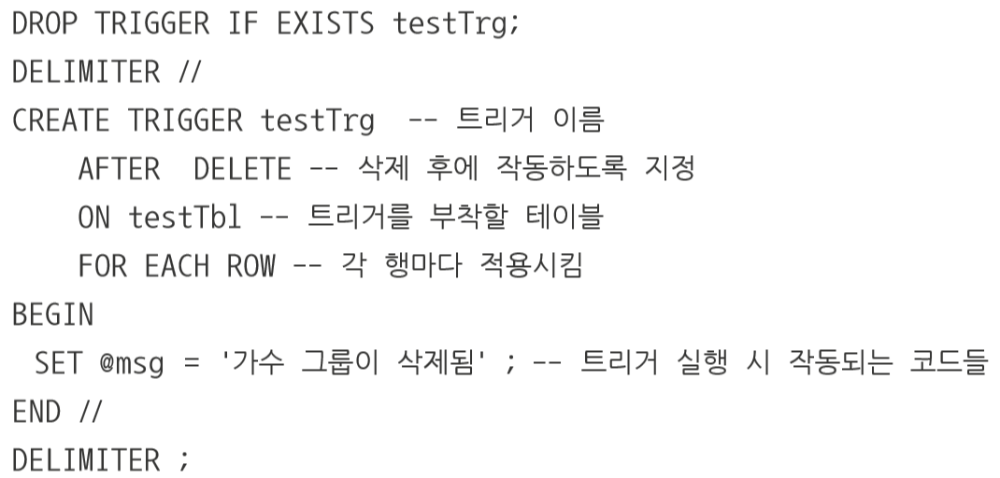 DROP TRIGGER IF EXISTS testTrg;
DELIMITER //
CREATE TRIGGER testTrg  -- 트리거 이름
    AFTER  DELETE -- 삭제 후에 작동하도록 지정
    ON testTbl -- 트리거를 부착할 테이블
    FOR EACH ROW -- 각 행마다 적용시킴
BEGIN
 SET @msg = '가수 그룹이 삭제됨' ; -- 트리거 실행 시 작동되는 코드들
END //
DELIMITER ;